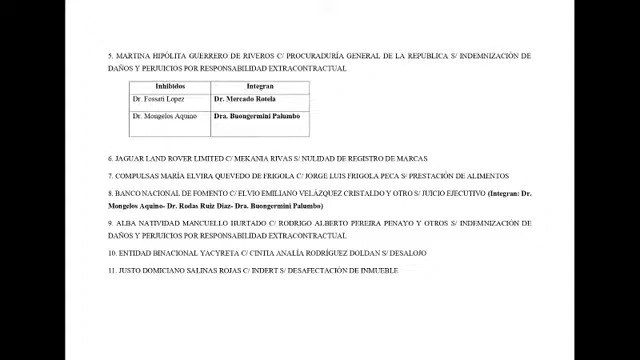 5. MARTINA HIPÓLITA GUERRERO DE RIVEROS C/ PROCURADURÍA GENERAL DE LA REPUBLICA S/ INDEMNIZACIÓN DE
DAÑOS Y PERJUICIOS POR RESPONSABILIDAD EXTRACONTRACTUAL
Inhibidos Integran
Dr. Fossati Lopez Dr. Mercado Rotela
Dr. Mongelos Aquino Dra. Buongermini Palumbo
6. JAGUAR LAND ROVER LIMITED C/ MEKANIA RIVAS S/ NULIDAD DE REGISTRO DE MARCAS
7. COMPULSAS MARÍA ELVIRA QUEVEDO DE FRIGOLA C/ JORGE LUIS FRIGOLA PECA S/ PRESTACIÓN DE ALIMENTOS
8. BANCO NACIONAL DE FOMENTO C/ ELVIO EMILIANO VELÁZQUEZ CRISTALDO Y OTRO S/ JUICIO EJECUTIVO (Integran: Dr.
Mongelos Aquino- Dr. Rodas Ruiz Diaz- Dra. Buongermini Palumbo)
9. ALBA NATIVIDAD MANCUELLO HURTADO C/ RODRIGO ALBERTO PEREIRA PENAYO Y OTROS S/ INDEMNIZACIÓN DE
DAÑOS Y PERJUICIOS POR RESPONSABILIDAD EXTRACONTRACTUAL
10. ENTIDAD BINACIONAL YACYRETA C/ CINTIA ANALÍA RODRÍGUEZ DOLDAN S/ DESALOJO
11. JUSTO DOMICIANO SALINAS ROJAS C/ INDERT S/ DESAFECTACIÓN DE INMUEBLE